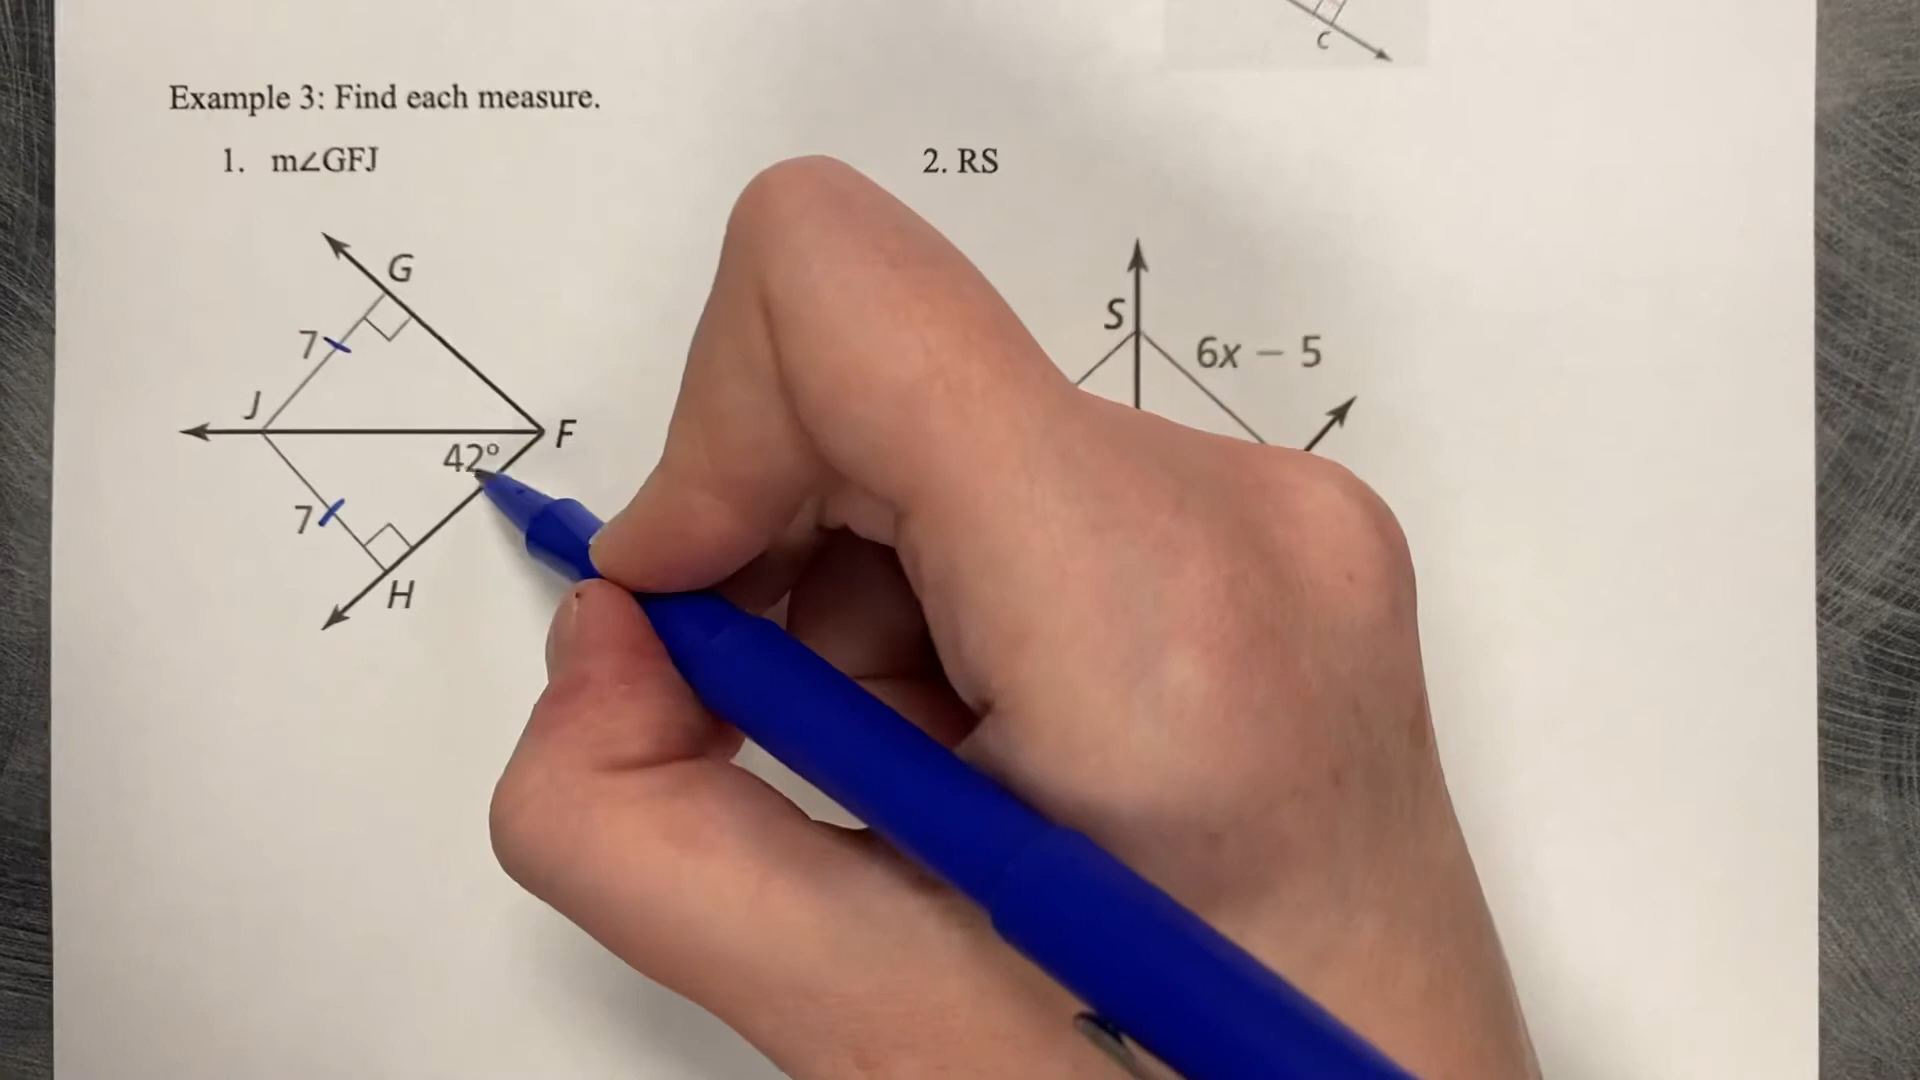 C
Example 3: Find each measure.
1. m∠GFJ
2. RS
G
7
J
F
42°
7
H
S
6x – 5